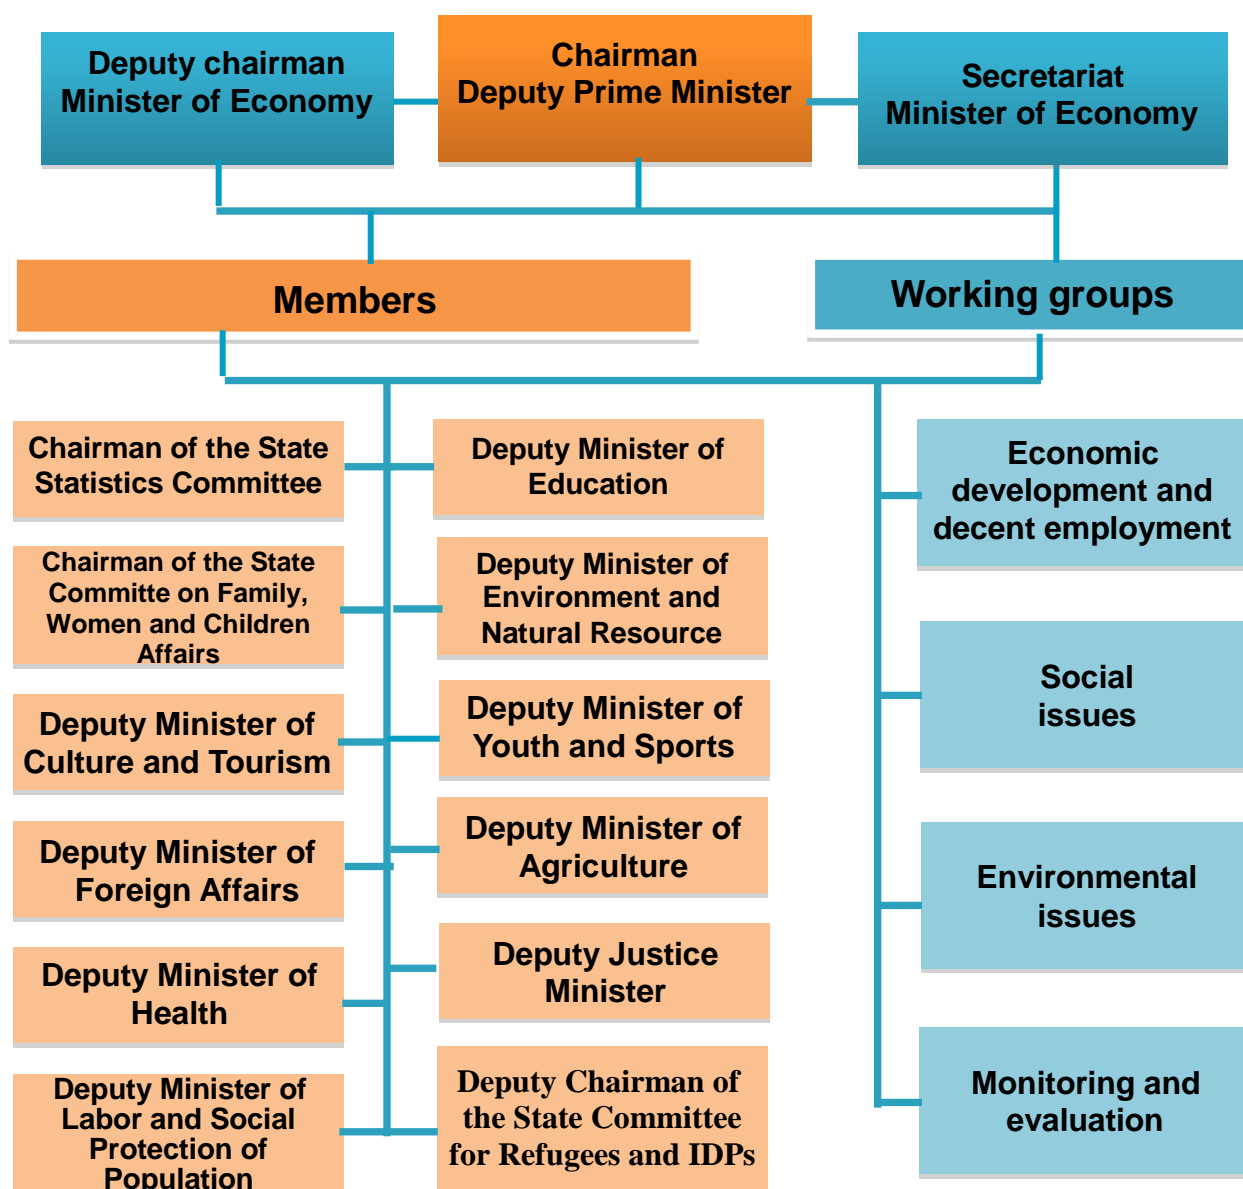 Deputy chairman
Minister of Economy
Chairman
Deputy Prime Minister
Secretariat
Minister of Economy
Members
Working groups
Chairman of the State
Statistics Committee
Deputy Minister of
Education
Economic
development and
decent employment
Chairman of the State
Committe on Family,
Women and Children
Affairs
Deputy Minister of
Environment and
Natural Resource
Social
issues
Deputy Minister of
Culture and Tourism
Deputy Minister of
Youth and Sports
Deputy Minister of
Foreign Affairs
Deputy Minister of
Agriculture
Environmental
issues
Deputy Minister of
Health
Deputy Justice
Minister
Deputy Minister of
Labor and Social
Protection of
Population
Deputy Chairman of
the State Committee
for Refugees and IDPs
Monitoring and
evaluation